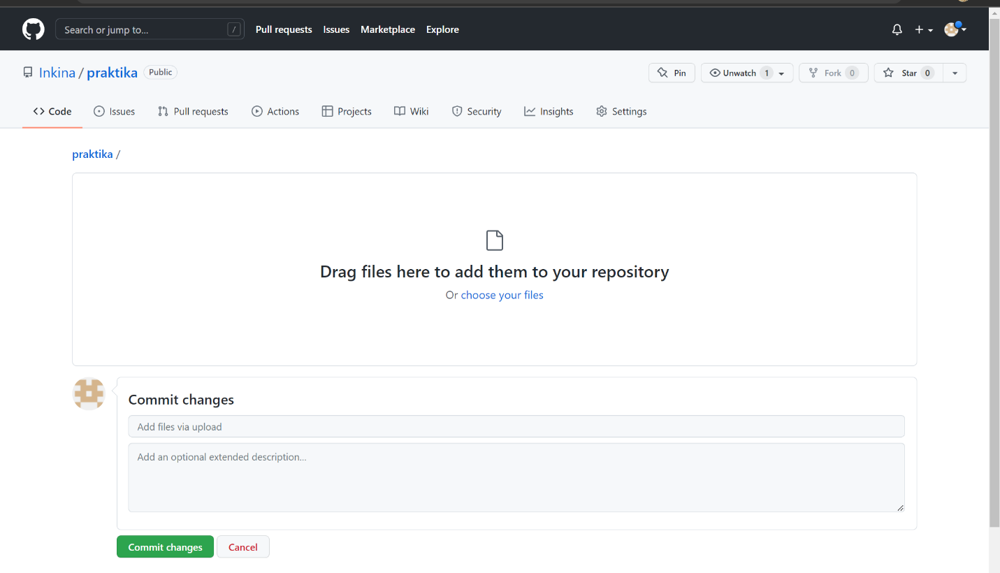 Search or jump to... / Pull requests Issues Marketplace Explore
Inkina / praktika Public Pin Unwatch 1 Fork 0 Star 0
Code Issues Pull requests Actions Projects Wiki Security Insights Settings
praktika /
Drag files here to add them to your repository
Or choose your files
Commit changes
Add files via upload
Add an optional extended description...
Commit changes Cancel